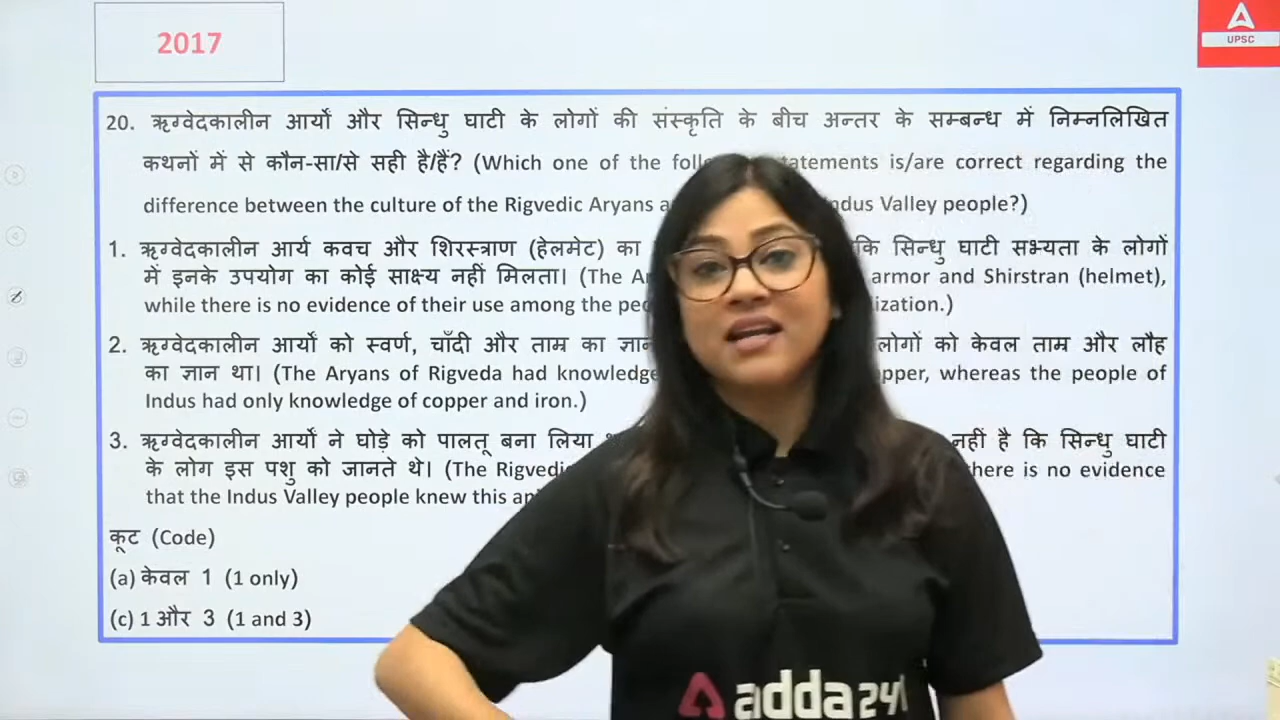 2017
UPSC
20. ऋग्वेदकालीन आर्यों और सिन्धु घाटी के लोगों की संस्कृति के बीच अन्तर के सम्बन्ध में निम्नलिखित
कथनों में से कौन-सा/से सही है/हैं? (Which one of the tatements is/are correct regarding the
difference between the culture of the Rigvedic Aryans ndus Valley people?)
1. ऋग्वेदकालीन आर्य कवच और शिरस्त्राण (हेलमेट) का कि सिन्धु घाटी सभ्यता के लोगों
में इनके उपयोग का कोई साक्ष्य नहीं मिलता। (The armor and Shirstran (helmet),
while there is no evidence of their use among the ization.)
2. ऋग्वेदकालीन आर्यों को स्वर्ण, चाँदी और ताम्र का लोगों को केवल ताम्र और लौह
का ज्ञान था। (The Aryans of Rigveda had knowledge pper, whereas the people of
Indus had only knowledge of copper and iron.)
3. ऋग्वेदकालीन आर्यों ने घोड़े को पालतू बना लिया नहीं है कि सिन्धु घाटी
के लोग इस पशु को जानते थे। (The there is no evidence
that the Indus Valley people knew this
कूट (Code)
(a) केवल 1 (1 only)
(c) 1 और 3 (1 and 3)
adda247